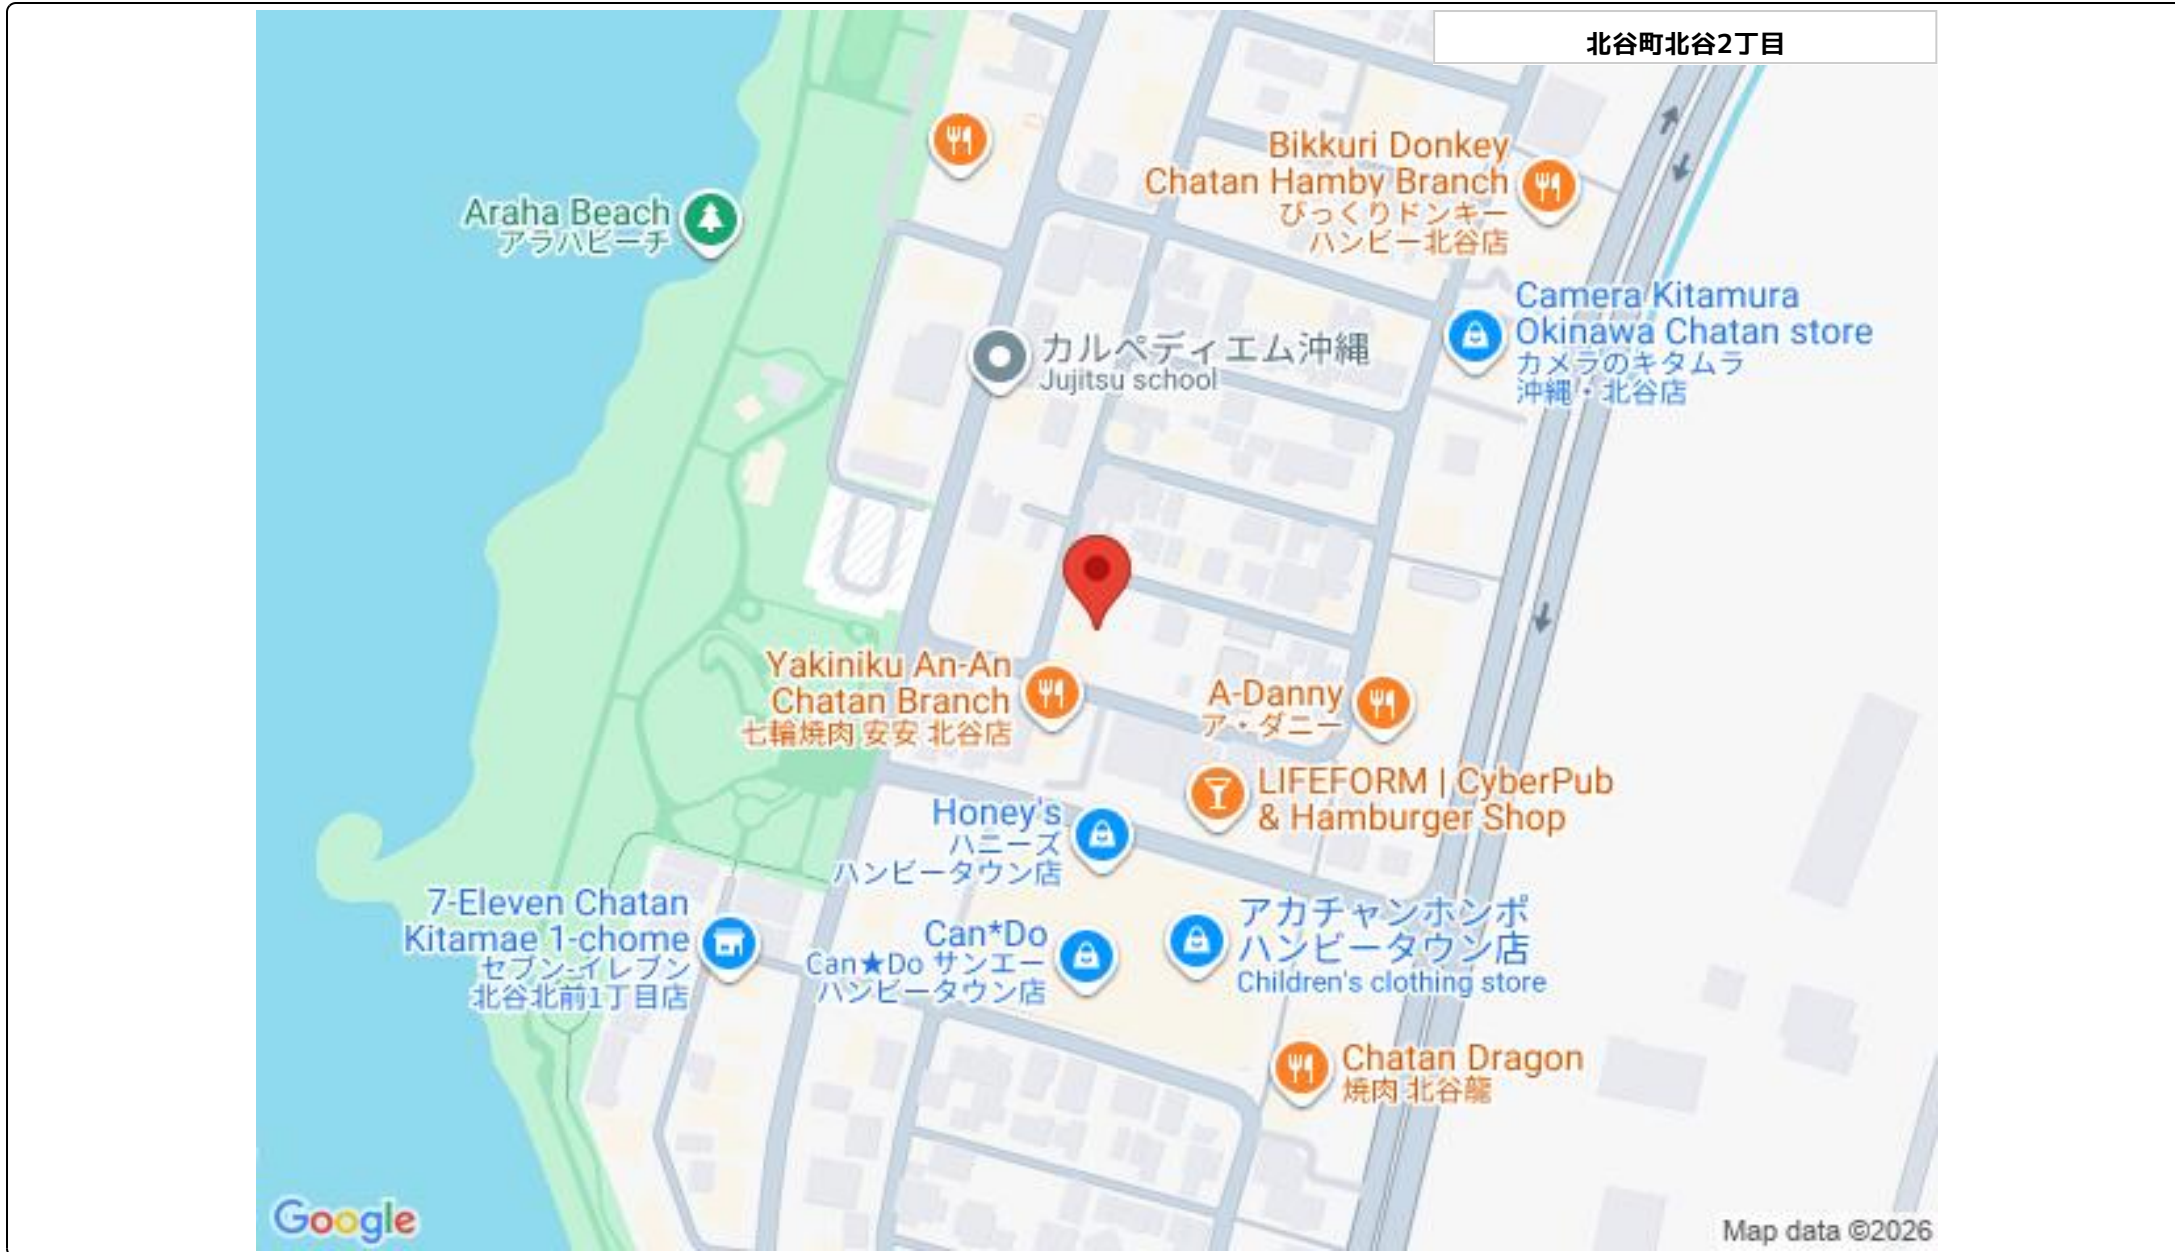 北谷町北谷2丁目
Bikkuri Donkey
Chatan Hamby Branch
びっくりドンキー
ハンビー北谷店
Araha Beach
アラハビーチ
Camera Kitamura
Okinawa Chatan store
カメラのキタムラ
沖縄・北谷店
カルペディエム沖縄
Jujitsu school
Yakiniku An-An
Chatan Branch
七輪焼肉 安安 北谷店
A-Danny
ア・ダニー
LIFEFORM | CyberPub
& Hamburger Shop
Honey's
ハニーズ
ハンビータウン店
7-Eleven Chatan
Kitamae 1-chome
セブン-イレブン
北谷北前1丁目店
Can*Do
Can★Do サンエー
ハンビータウン店
アカチャンホンポ
ハンビータウン店
Children's clothing store
Chatan Dragon
焼肉 北谷龍
Google
Map data ©2026